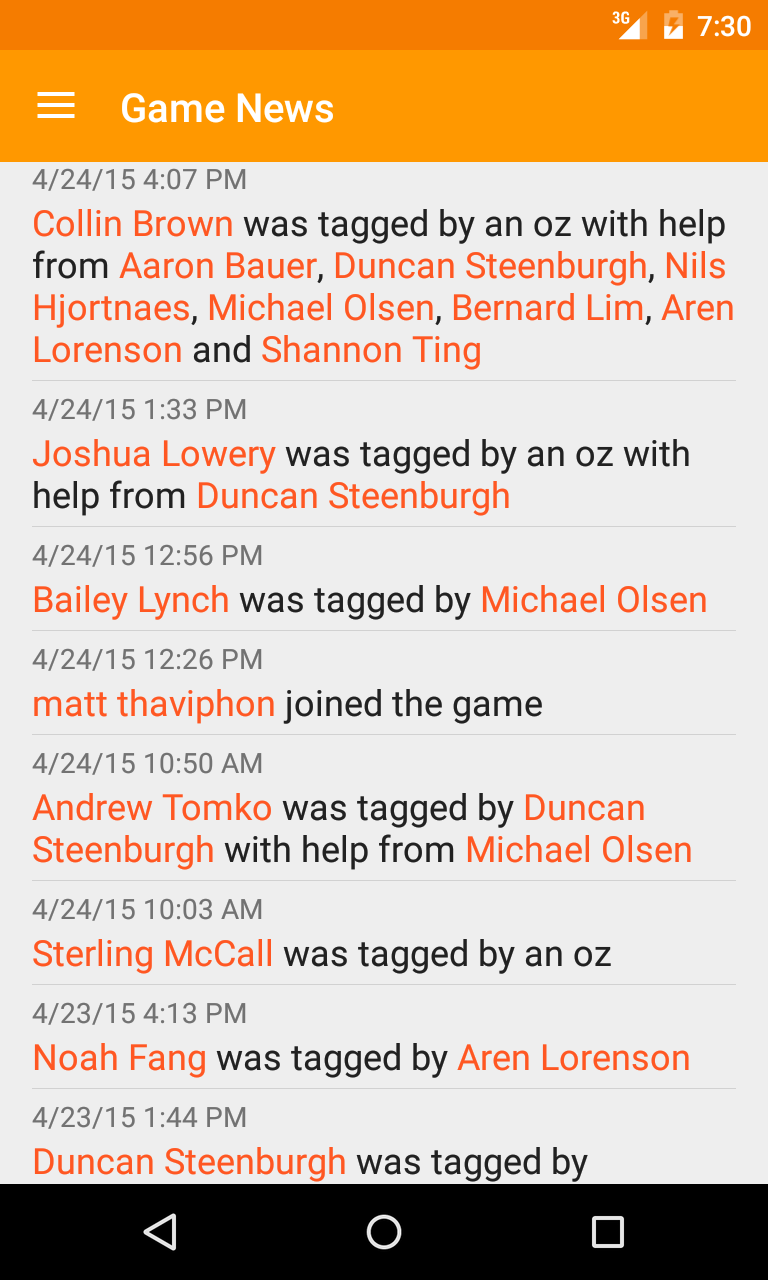 3G 7:30
Game News
4/24/15 4:07 PM
Collin Brown was tagged by an oz with help
from Aaron Bauer, Duncan Steenburgh, Nils
Hjortnaes, Michael Olsen, Bernard Lim, Aren
Lorenson and Shannon Ting
4/24/15 1:33 PM
Joshua Lowery was tagged by an oz with
help from Duncan Steenburgh
4/24/15 12:56 PM
Bailey Lynch was tagged by Michael Olsen
4/24/15 12:26 PM
matt thaviphon joined the game
4/24/15 10:50 AM
Andrew Tomko was tagged by Duncan
Steenburgh with help from Michael Olsen
4/24/15 10:03 AM
Sterling McCall was tagged by an oz
4/23/15 4:13 PM
Noah Fang was tagged by Aren Lorenson
4/23/15 1:44 PM
Duncan Steenburgh was tagged by